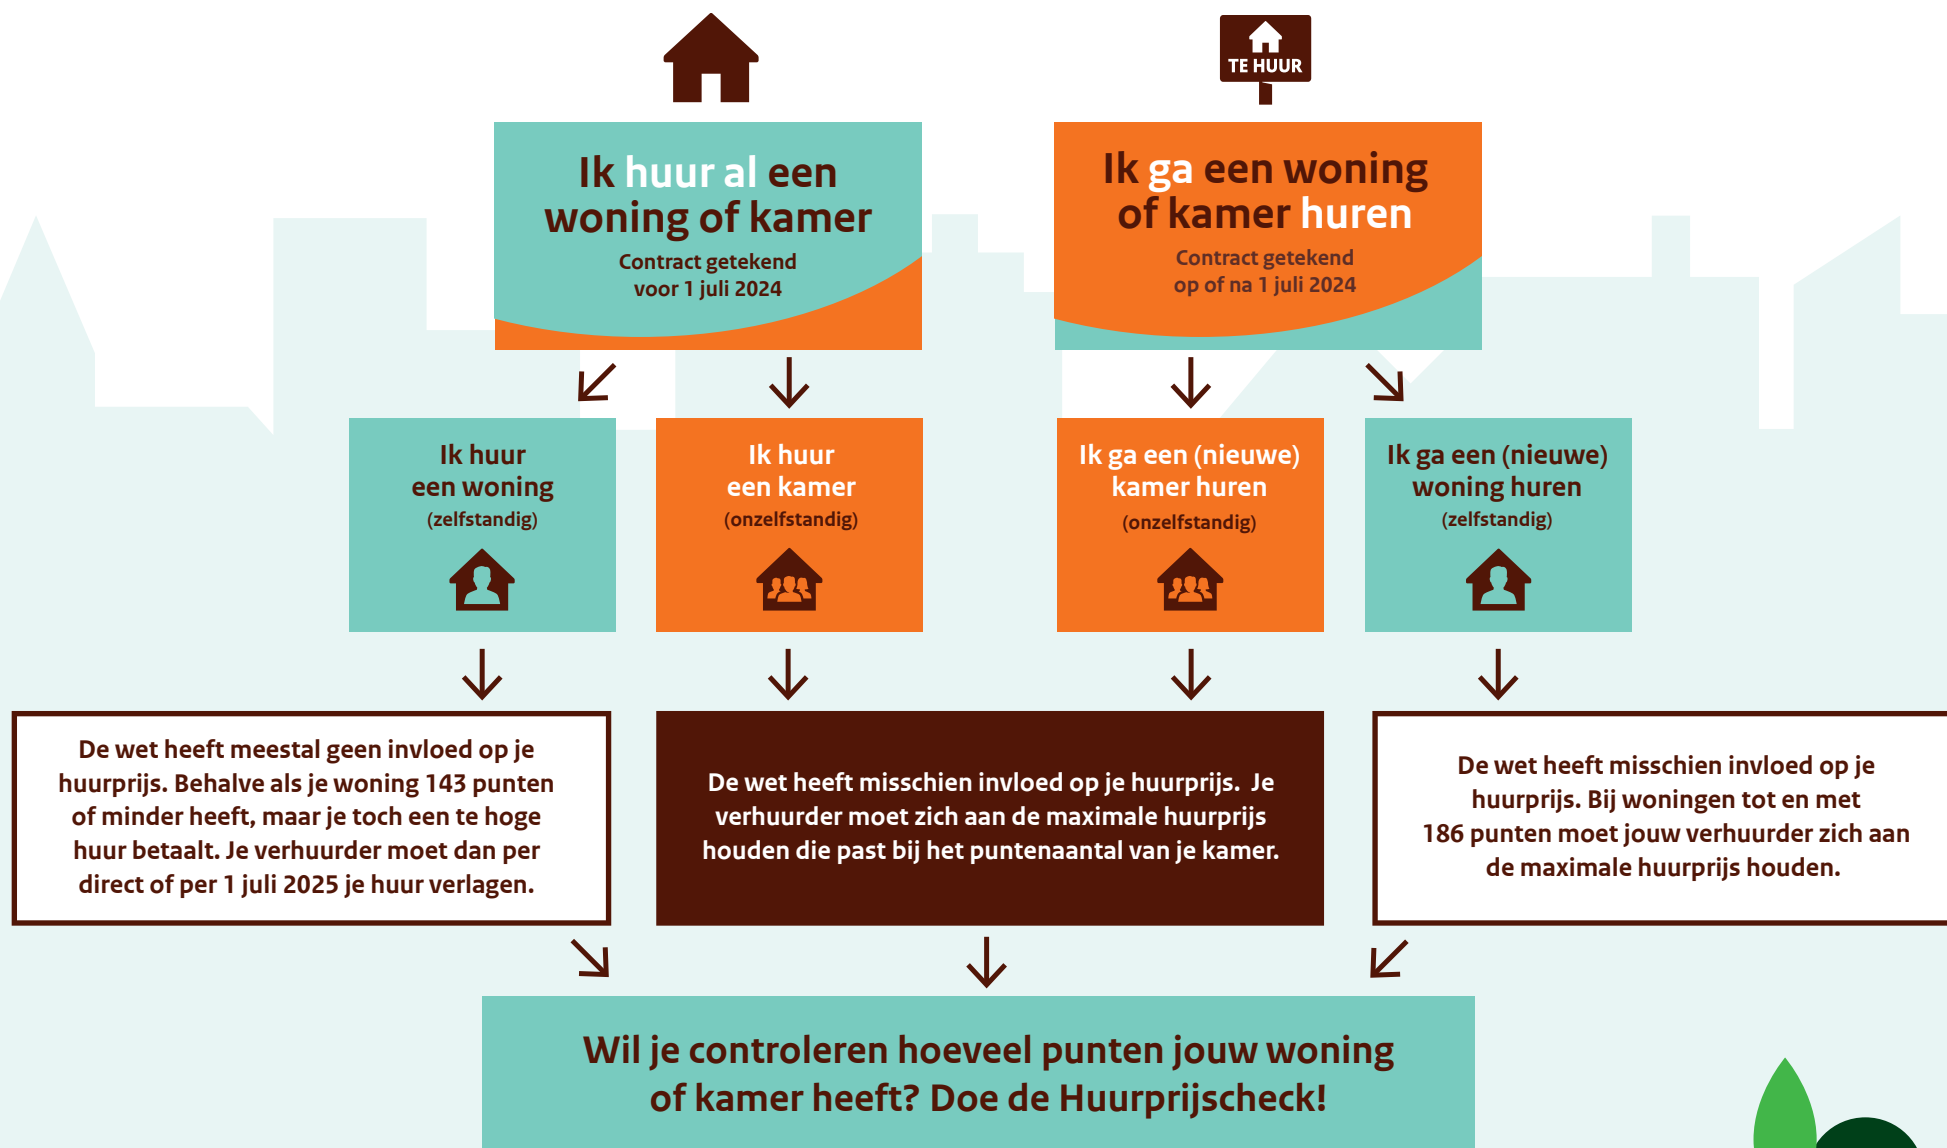 TE HUUR
Ik huur al een
woning of kamer
Contract getekend
voor 1 juli 2024
Ik ga een woning
of kamer huren
Contract getekend
op of na 1 juli 2024
Ik huur
een woning
(zelfstandig)
Ik huur
een kamer
(onzelfstandig)
Ik ga een (nieuwe)
kamer huren
(onzelfstandig)
Ik ga een (nieuwe)
woning huren
(zelfstandig)
De wet heeft meestal geen invloed op je
huurprijs. Behalve als je woning 143 punten
of minder heeft, maar je toch een te hoge
huur betaalt. Je verhuurder moet dan per
direct of per 1 juli 2025 je huur verlagen.
De wet heeft misschien invloed op je huurprijs. Je
verhuurder moet zich aan de maximale huurprijs
houden die past bij het puntenaantal van je kamer.
De wet heeft misschien invloed op je
huurprijs. Bij woningen tot en met
186 punten moet jouw verhuurder zich aan
de maximale huurprijs houden.
Wil je controleren hoeveel punten jouw woning
of kamer heeft? Doe de Huurprijscheck!